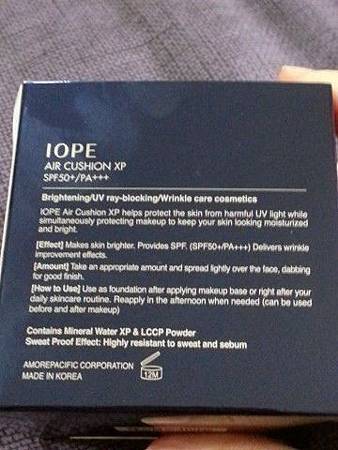 IOPE
AIR CUSHION XP
SPF50+/PA+++
Brightening/UV ray-blocking/Wrinkle care cosmetics
IOPE Air Cushion XP helps protect the skin from harmful UV light while
simultaneously protecting makeup to keep your skin looking moisturized
and bright.
[Effect] Makes skin brighter. Provides SPF. (SPF50+/PA+++) Delivers wrinkle
improvement effects.
[Amount] Take an appropriate amount and spread lightly over the face, dabbing
for good finish.
[How to Use] Use as foundation after applying makeup base or right after your
daily skincare routine. Reapply in the afternoon when needed (can be used
before and after makeup)
Contains Mineral Water XP & LCCP Powder
Sweat Proof Effect: Highly resistant to sweat and sebum
AMOREPACIFIC CORPORATION
MADE IN KOREA
12M